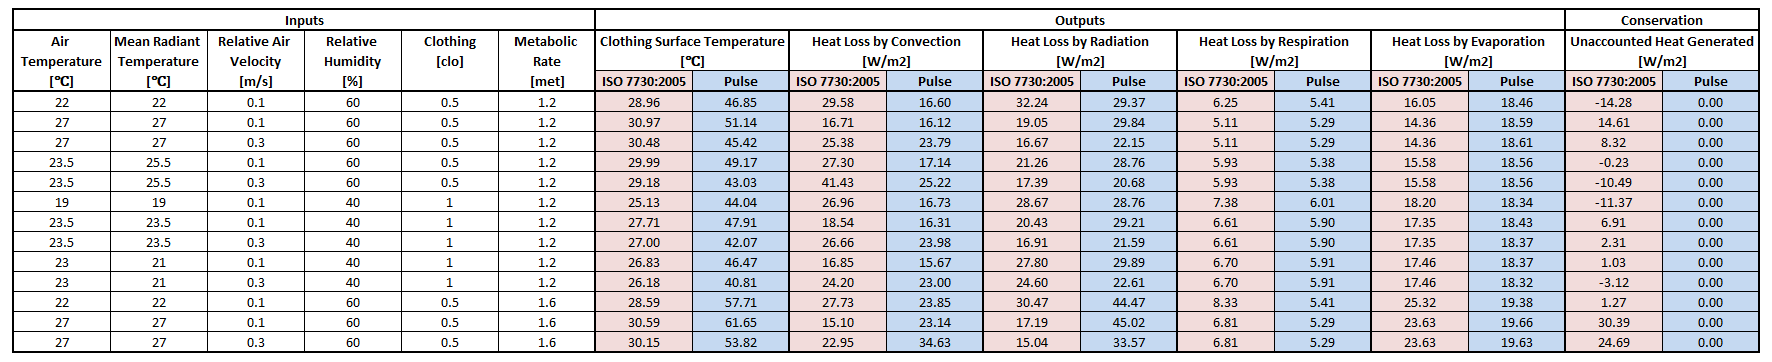 Inputs Outputs Conservation
Air Mean Radiant Relative Air Relative Clothing Metabolic Clothing Surface Temperature Heat Loss by Convection Heat Loss by Radiation Heat Loss by Respiration Heat Loss by Evaporation Unaccounted Heat Generated
Temperature Temperature Velocity Humidity [clo] Rate [°C] [W/m2] [W/m2] [W/m2] [W/m2] [W/m2]
[°C] [°C] [m/s] [%] [met] ISO 7730:2005 Pulse ISO 7730:2005 Pulse ISO 7730:2005 Pulse ISO 7730:2005 Pulse ISO 7730:2005 Pulse ISO 7730:2005 Pulse
22 22 0.1 60 0.5 1.2 28.96 46.85 29.58 16.60 32.24 29.37 6.25 5.41 16.05 18.46 -14.28 0.00
27 27 0.1 60 0.5 1.2 30.97 51.14 16.71 16.12 19.05 29.84 5.11 5.29 14.36 18.59 14.61 0.00
27 27 0.3 60 0.5 1.2 30.48 45.42 25.38 23.79 16.67 22.15 5.11 5.29 14.36 18.61 8.32 0.00
23.5 25.5 0.1 60 0.5 1.2 29.99 49.17 27.30 17.14 21.26 28.76 5.93 5.38 15.58 18.56 -0.23 0.00
23.5 25.5 0.3 60 0.5 1.2 29.18 43.03 41.43 25.22 17.39 20.68 5.93 5.38 15.58 18.56 -10.49 0.00
19 19 0.1 40 1 1.2 25.13 44.04 26.96 16.73 28.67 28.76 7.38 6.01 18.20 18.34 -11.37 0.00
23.5 23.5 0.1 40 1 1.2 27.71 47.91 18.54 16.31 20.43 29.21 6.61 5.90 17.35 18.43 6.91 0.00
23.5 23.5 0.3 40 1 1.2 27.00 42.07 26.66 23.98 16.91 21.59 6.61 5.90 17.35 18.37 2.31 0.00
23 21 0.1 40 1 1.2 26.83 46.47 16.85 15.67 27.80 29.89 6.70 5.91 17.46 18.37 1.03 0.00
23 21 0.3 40 1 1.2 26.18 40.81 24.20 23.00 24.60 22.61 6.70 5.91 17.46 18.32 -3.12 0.00
22 22 0.1 60 0.5 1.6 28.59 57.71 27.73 23.85 30.47 44.47 8.33 5.41 25.32 19.38 1.27 0.00
27 27 0.1 60 0.5 1.6 30.59 61.65 15.10 23.14 17.19 45.02 6.81 5.29 23.63 19.66 30.39 0.00
27 27 0.3 60 0.5 1.6 30.15 53.82 22.95 34.63 15.04 33.57 6.81 5.29 23.63 19.63 24.69 0.00